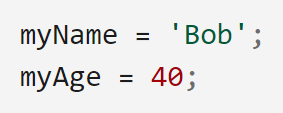 myName = 'Bob';
myAge = 40;